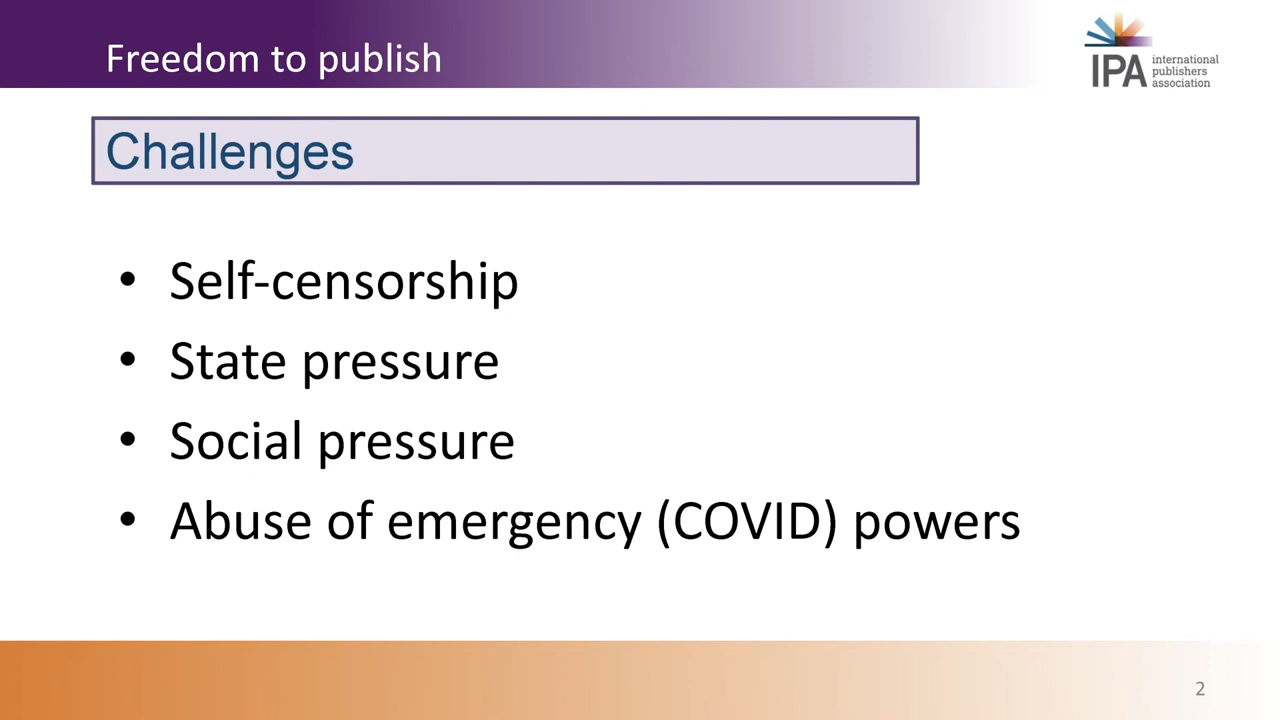 Freedom to publish
IPA
international
publishers
association
Challenges
• Self-censorship
• State pressure
• Social pressure
• Abuse of emergency (COVID) powers
2